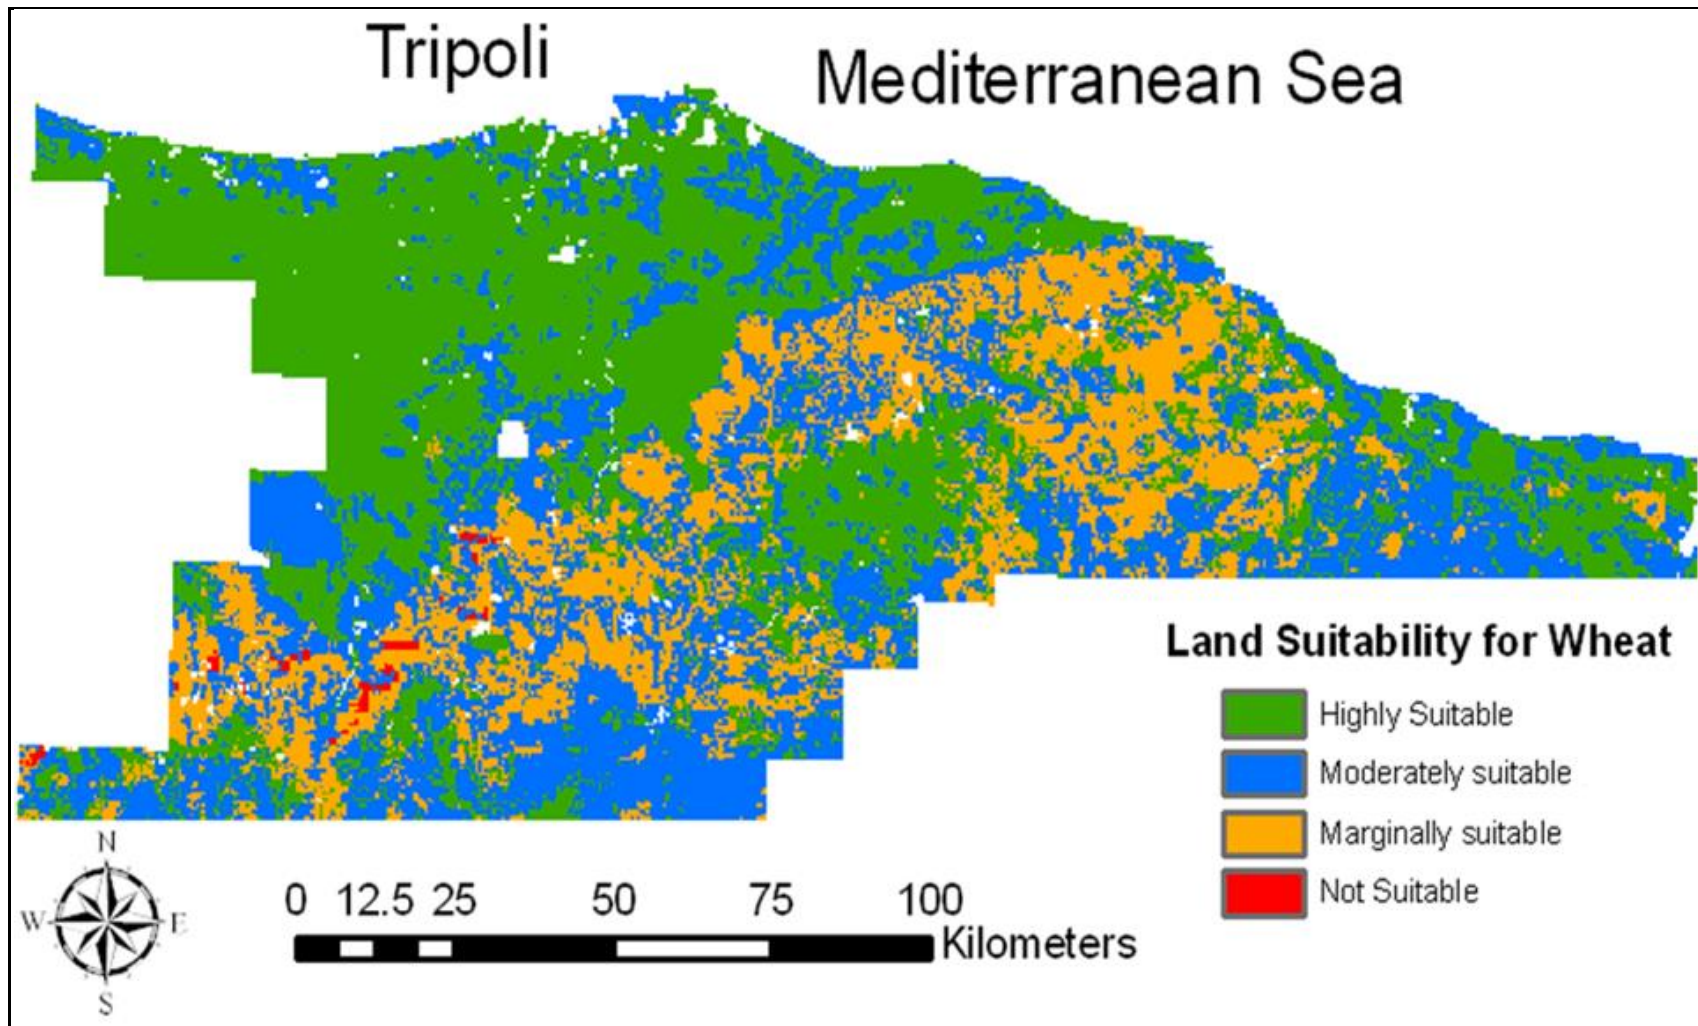 Tripoli
Mediterranean Sea
Land Suitability for Wheat
Highly Suitable
Moderately suitable
Marginally suitable
Not Suitable
N
W E
S
0 12.5 25 50 75 100
Kilometers